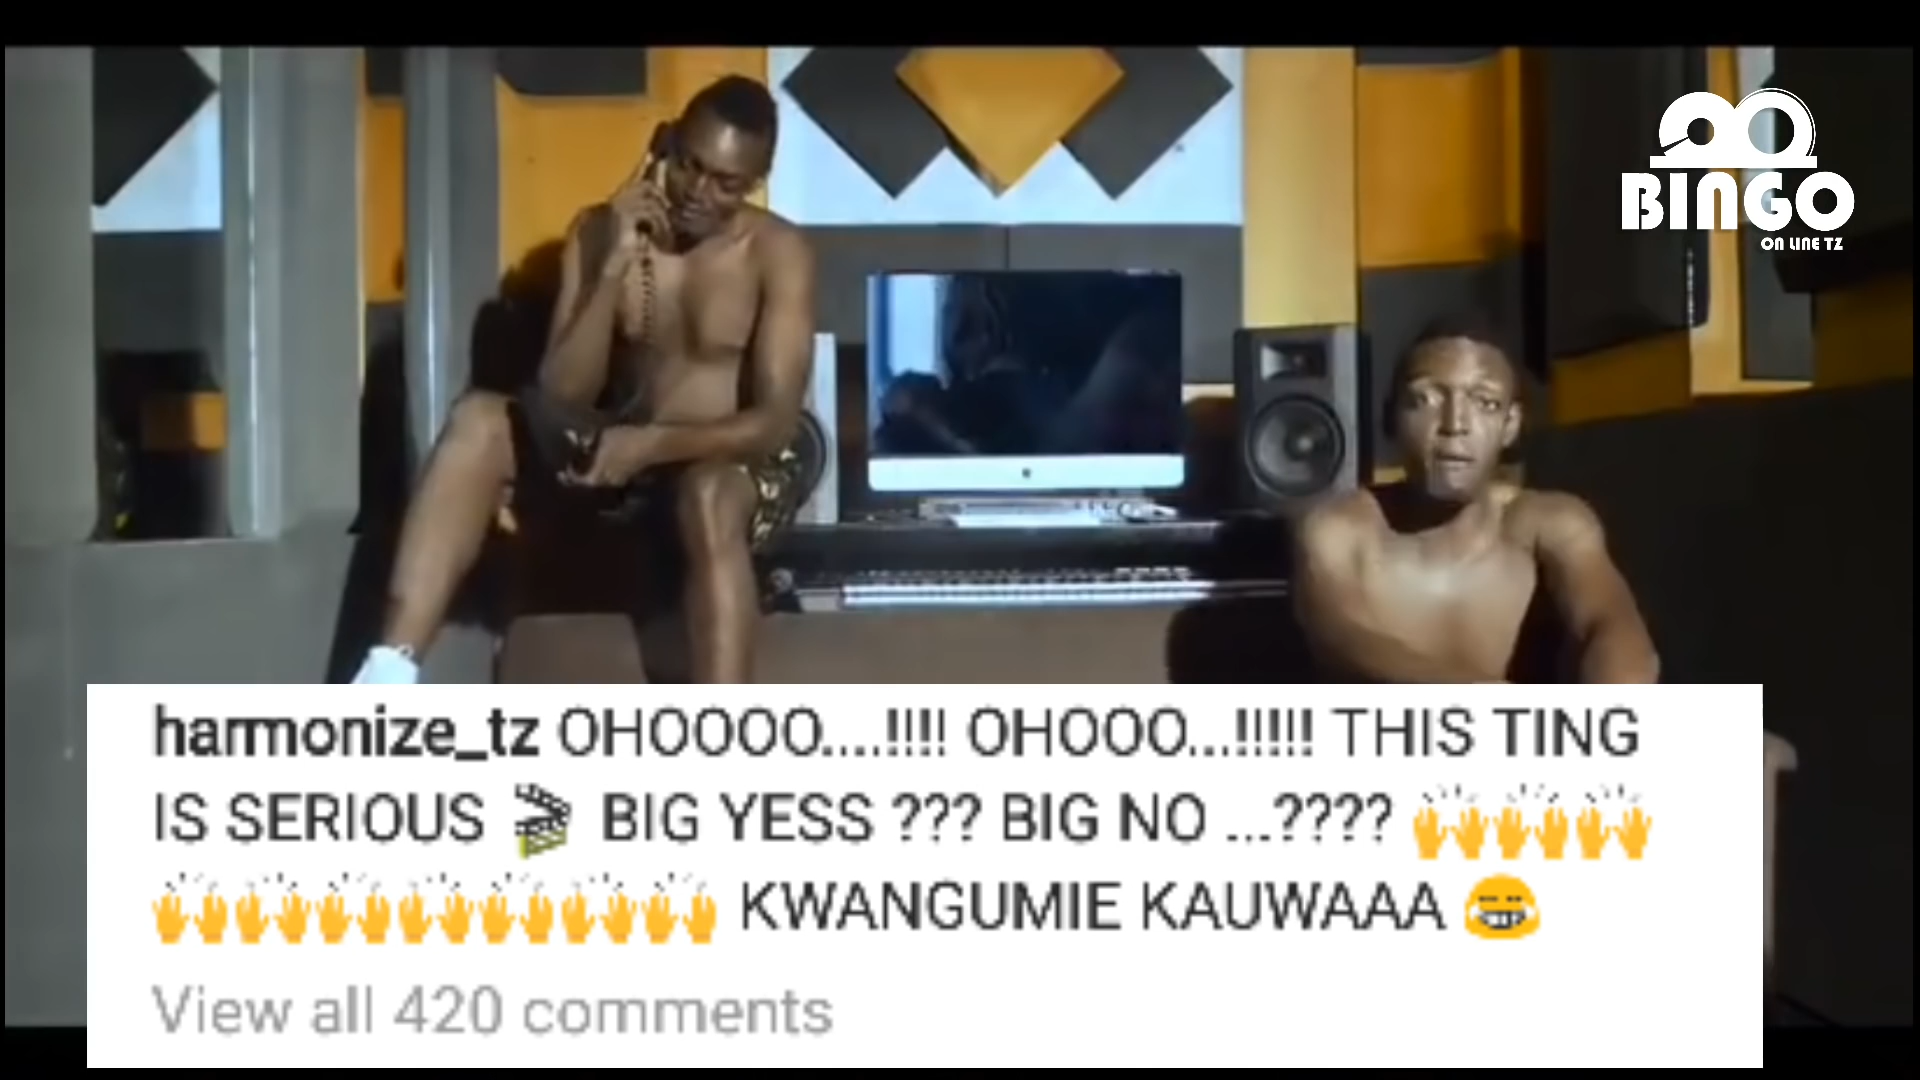 BINGO
ON LINE TZ
harmonize_tz OHOOOO....!!!! OHOOO...!!!!! THIS TING
IS SERIOUS 🎬 BIG YESS ??? BIG NO ...???? 🙌🙌🙌
🙌🙌🙌🙌🙌🙌🙌 KWANGUMIE KAUWAAA 😂
View all 420 comments